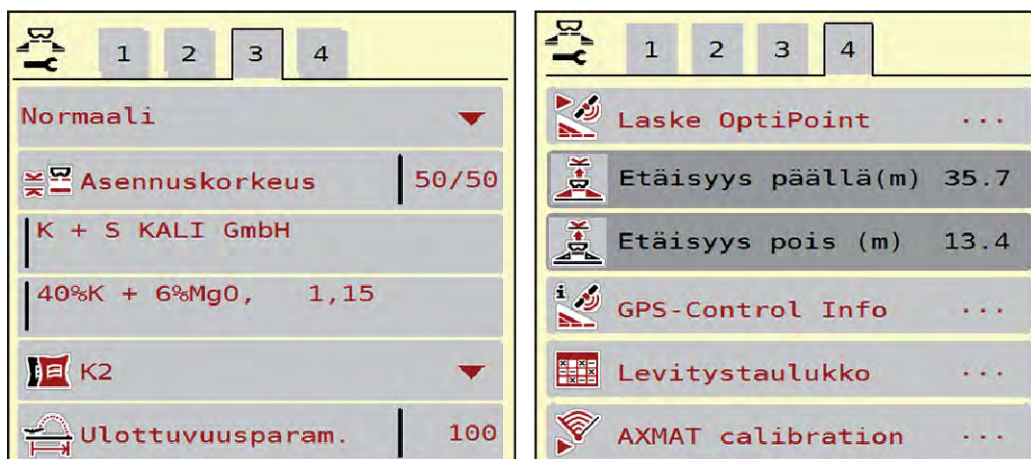 1 2 3 4
Normaali
Asennuskorkeus 50/50
K + S KALI GmbH
40%K + 6%MgO, 1,15
K2
Ulottuvuusparam. 100
1 2 3 4
Laske OptiPoint ...
Etäisyys päällä(m) 35.7
Etäisyys pois (m) 13.4
i GPS-Control Info ...
Levitystaulukko ...
AXMAT calibration ...